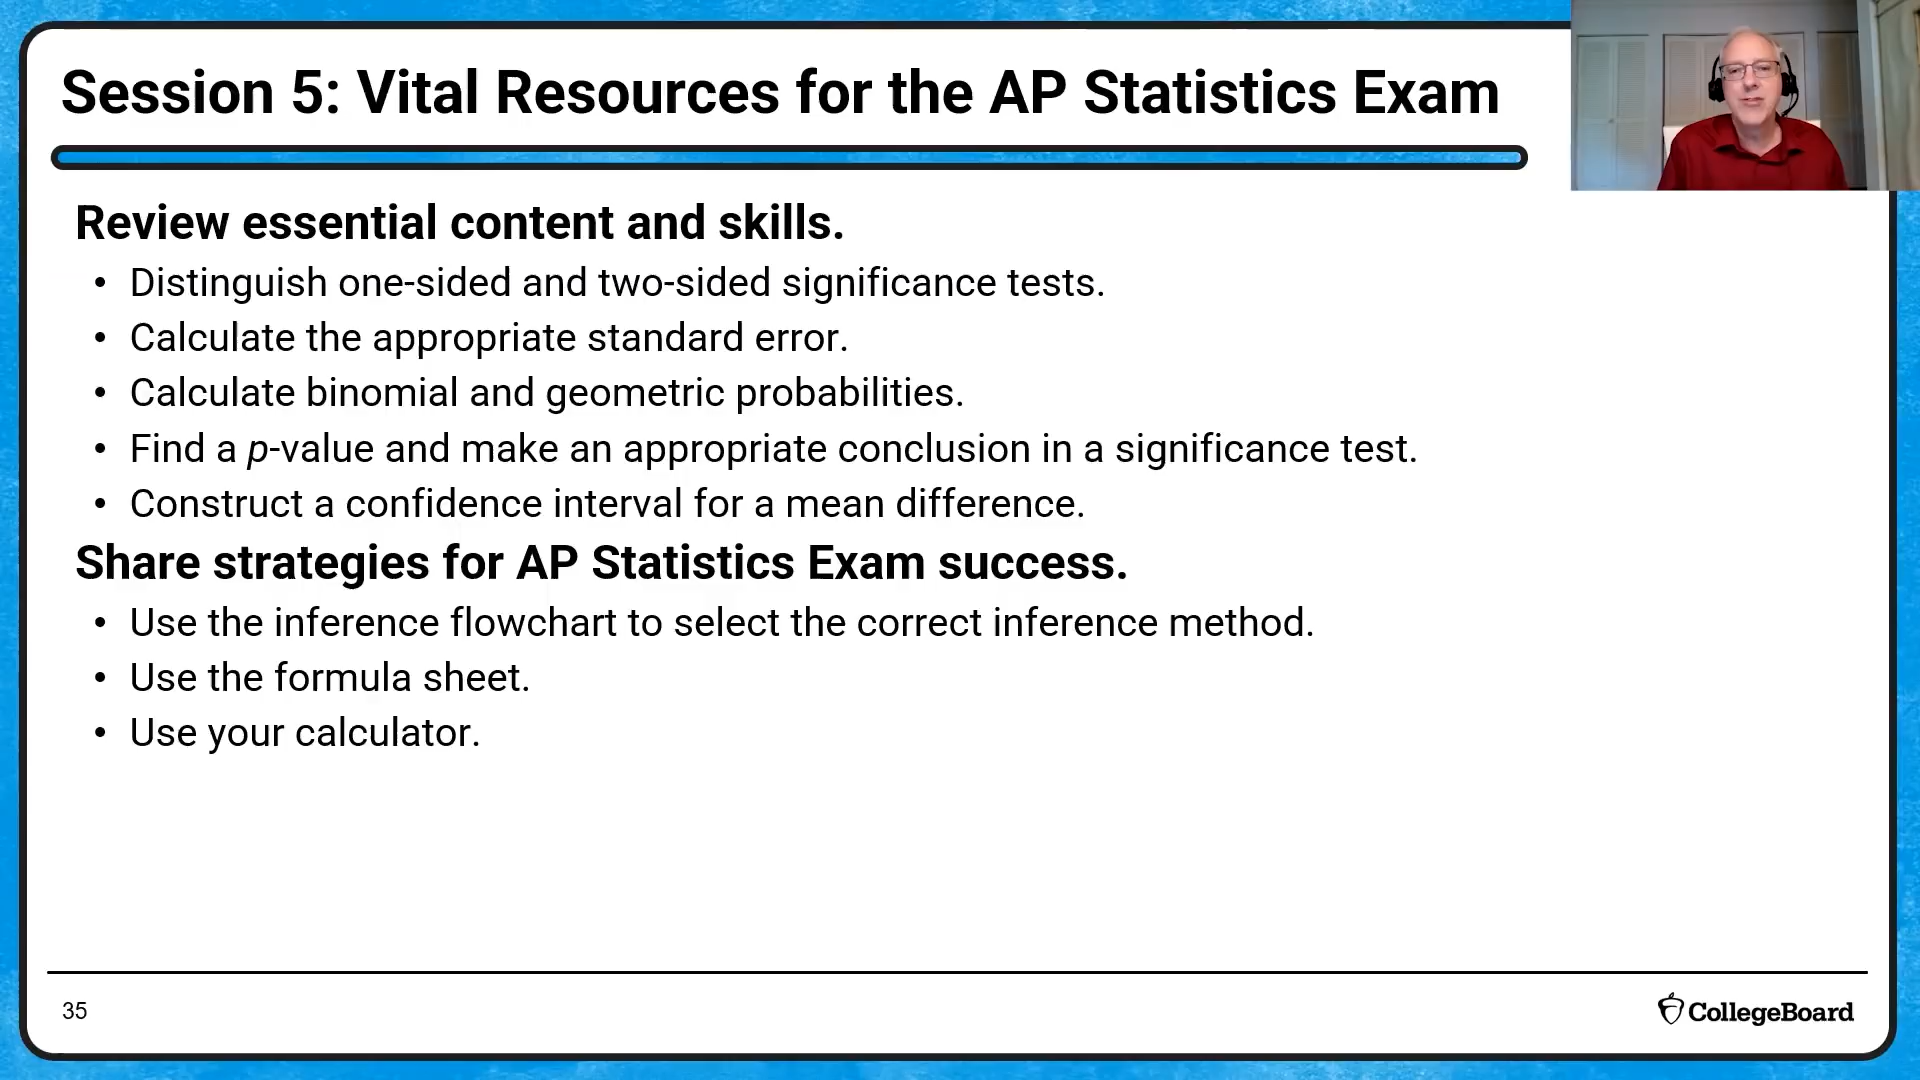 Session 5: Vital Resources for the AP Statistics Exam
Review essential content and skills.
• Distinguish one-sided and two-sided significance tests.
• Calculate the appropriate standard error.
• Calculate binomial and geometric probabilities.
• Find a p-value and make an appropriate conclusion in a significance test.
• Construct a confidence interval for a mean difference.
Share strategies for AP Statistics Exam success.
• Use the inference flowchart to select the correct inference method.
• Use the formula sheet.
• Use your calculator.
35
CollegeBoard